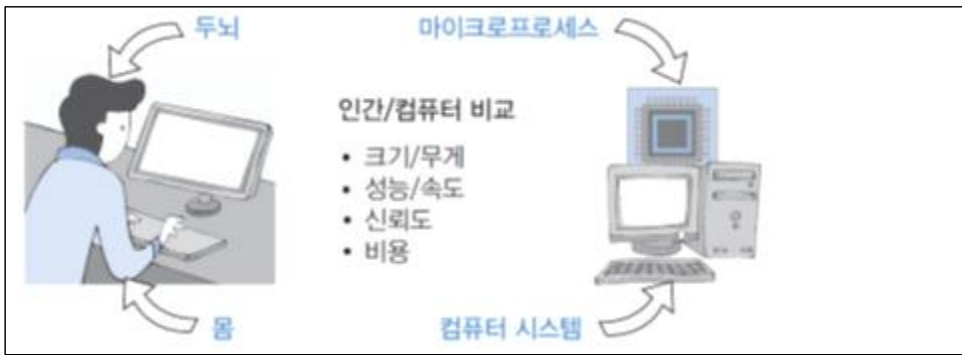 두뇌
마이크로프로세스
인간/컴퓨터 비교
• 크기/무게
• 성능/속도
• 신뢰도
• 비용
몸
컴퓨터 시스템